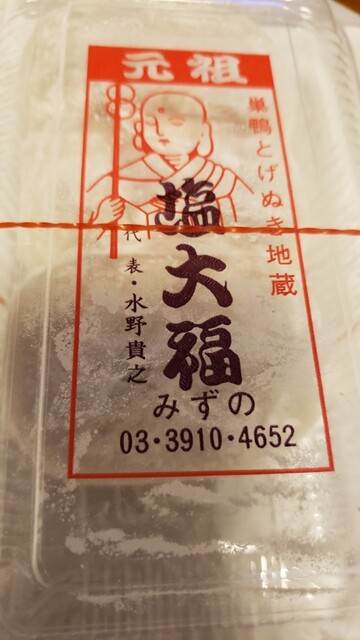 元祖
巣鴨とげぬき地蔵
塩大福
代表・水野貴之
みずの
03・3910・4652